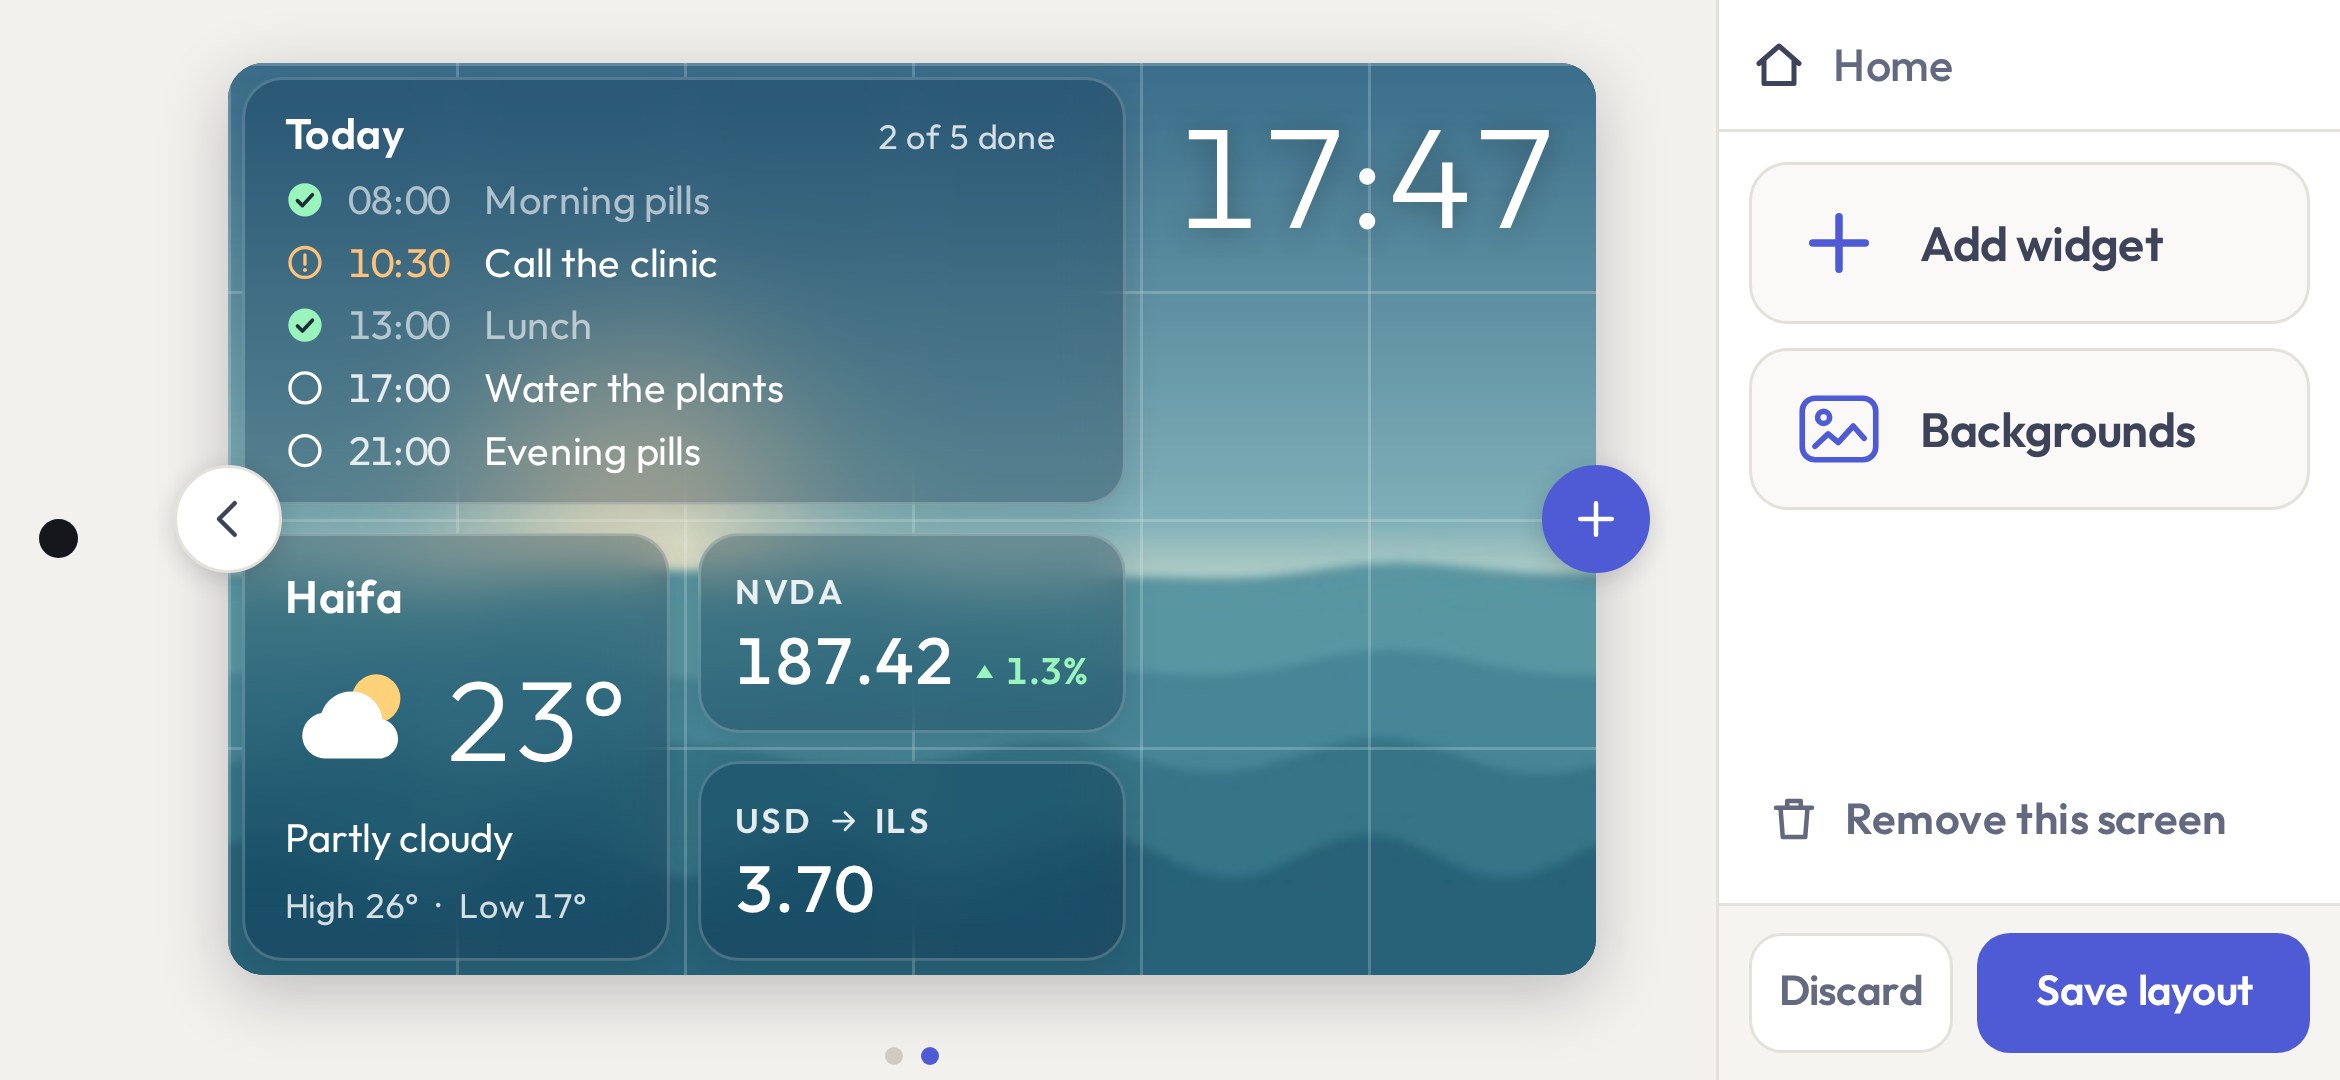 Today
2 of 5 done
08:00 Morning pills
10:30 Call the clinic
13:00 Lunch
17:00 Water the plants
21:00 Evening pills
17:47
Haifa
23°
Partly cloudy
High 26° · Low 17°
NVDA
187.42 ▲ 1.3%
USD → ILS
3.70
Home
Add widget
Backgrounds
Remove this screen
Discard
Save layout